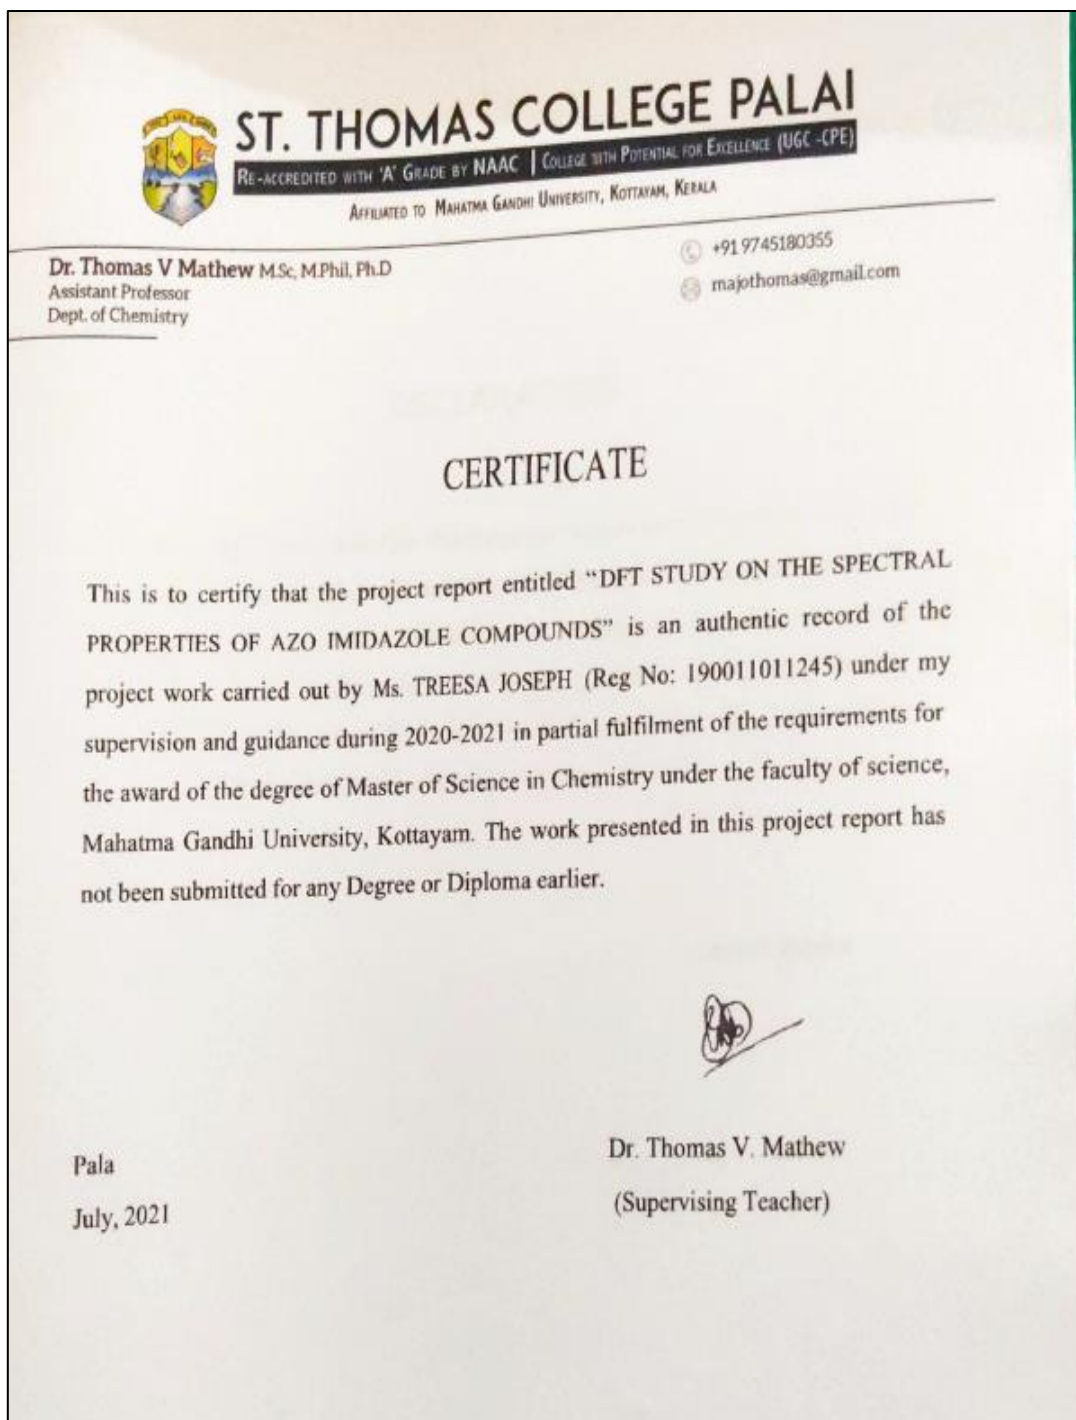 ST. THOMAS COLLEGE PALAI
RE-ACCREDITED WITH 'A' GRADE BY NAAC | COLLEGE WITH POTENTIAL FOR EXCELLENCE (UGC -CPE)
AFFILIATED TO MAHATMA GANDHI UNIVERSITY, KOTTAYAM, KERALA
Dr. Thomas V Mathew M.Sc, M.Phil, Ph.D
Assistant Professor
Dept. of Chemistry
+91 9745180355
majothomas@gmail.com
CERTIFICATE
This is to certify that the project report entitled “DFT STUDY ON THE SPECTRAL
PROPERTIES OF AZO IMIDAZOLE COMPOUNDS” is an authentic record of the
project work carried out by Ms. TREESA JOSEPH (Reg No: 190011011245) under my
supervision and guidance during 2020-2021 in partial fulfilment of the requirements for
the award of the degree of Master of Science in Chemistry under the faculty of science,
Mahatma Gandhi University, Kottayam. The work presented in this project report has
not been submitted for any Degree or Diploma earlier.
Dr. Thomas V. Mathew
(Supervising Teacher)
Pala
July, 2021